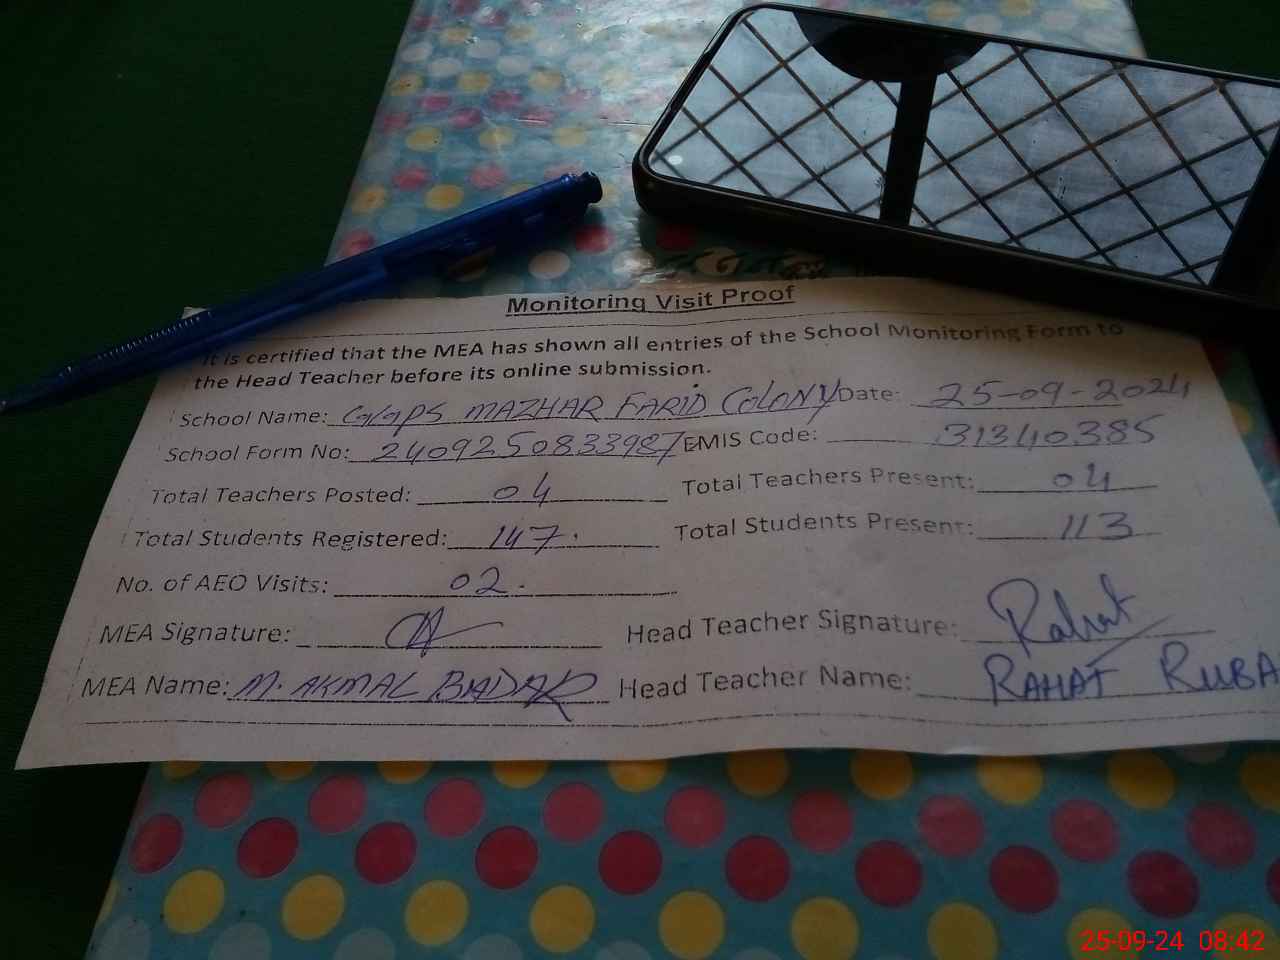 Monitoring Visit Proof
It is certified that the MEA has shown all entries of the School Monitoring Form to
the Head Teacher before its online submission.
School Name: GGPS MAZHAR FARID COLONY Date: 25-09-2024
School Form No: 2409250833987 EMIS Code: 31340385
Total Teachers Posted: 04 Total Teachers Present: 04
Total Students Registered: 147. Total Students Present: 113
No. of AEO Visits: 02.
MEA Signature: Head Teacher Signature: Rahat
MEA Name: M. AKMAL BADAR Head Teacher Name: RAHAT RUBA
25-09-24 08:42